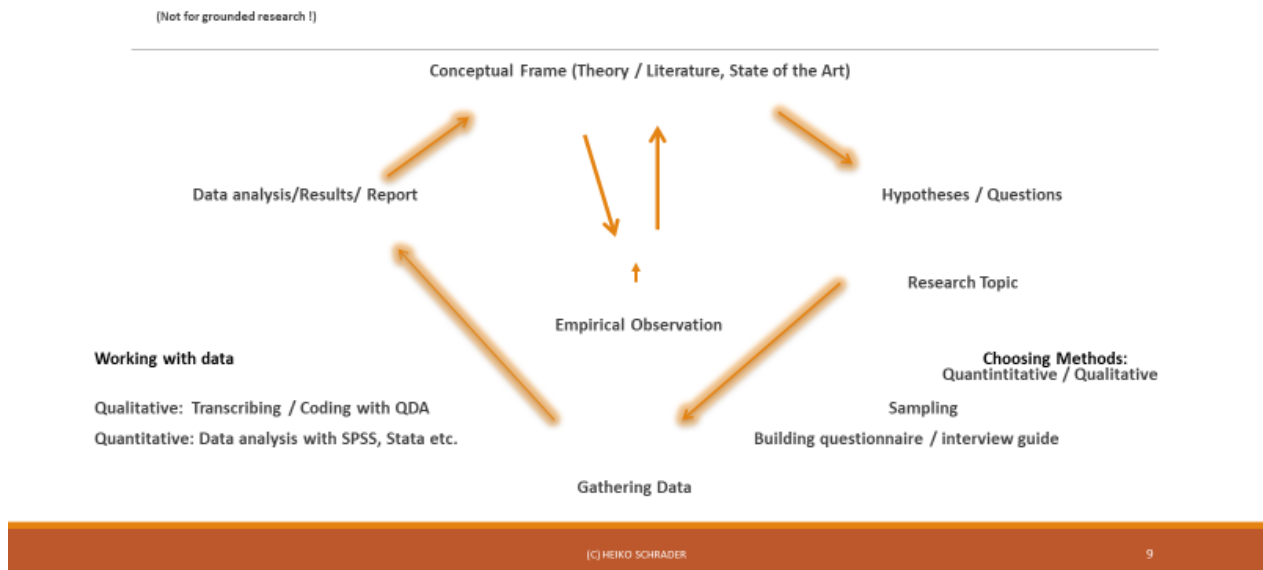 (Not for grounded research !)
Conceptual Frame (Theory / Literature, State of the Art)
Data analysis/Results/ Report
Hypotheses / Questions
Research Topic
Empirical Observation
Working with data
Choosing Methods:
Quantintitative / Qualitative
Qualitative: Transcribing / Coding with QDA
Sampling
Quantitative: Data analysis with SPSS, Stata etc.
Building questionnaire / interview guide
Gathering Data
(C) HEIKO SCHRADER
9